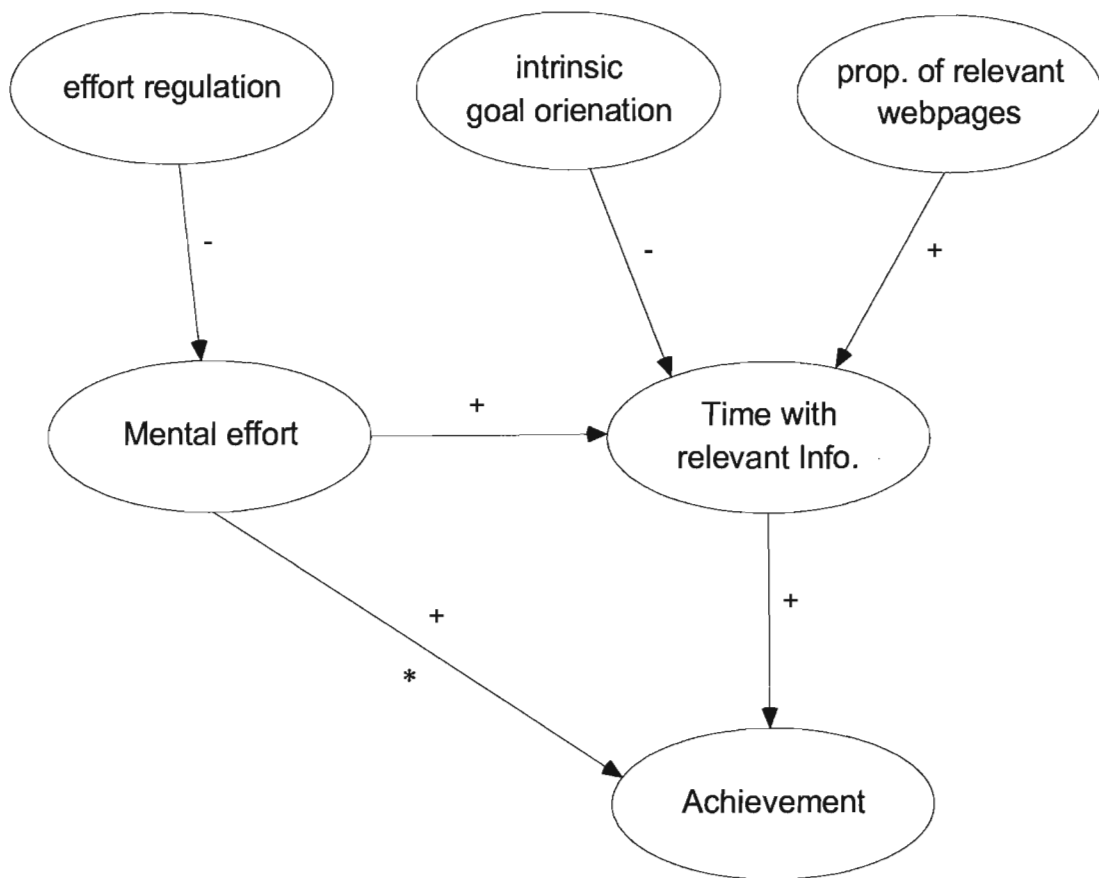 effort regulation
intrinsic
goal orienation
prop. of relevant
webpages
-
-
+
Mental effort
+
Time with
relevant Info.
+
*
+
Achievement